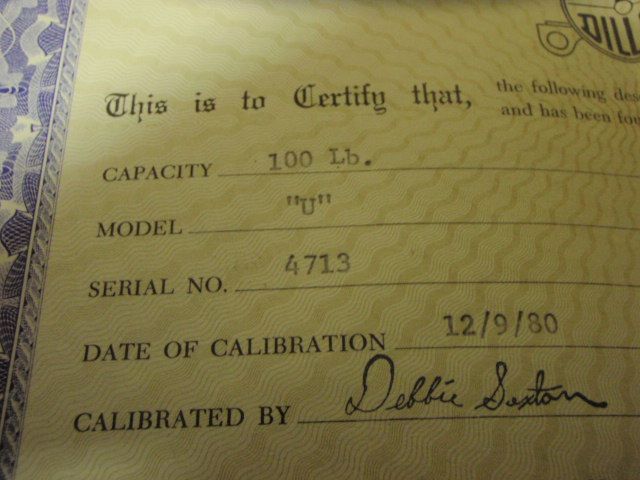 DILL
This is to Certify that,
the following des
and has been fou
CAPACITY 100 Lb.
MODEL "U"
SERIAL NO. 4713
DATE OF CALIBRATION 12/9/80
CALIBRATED BY Debbie Sexton